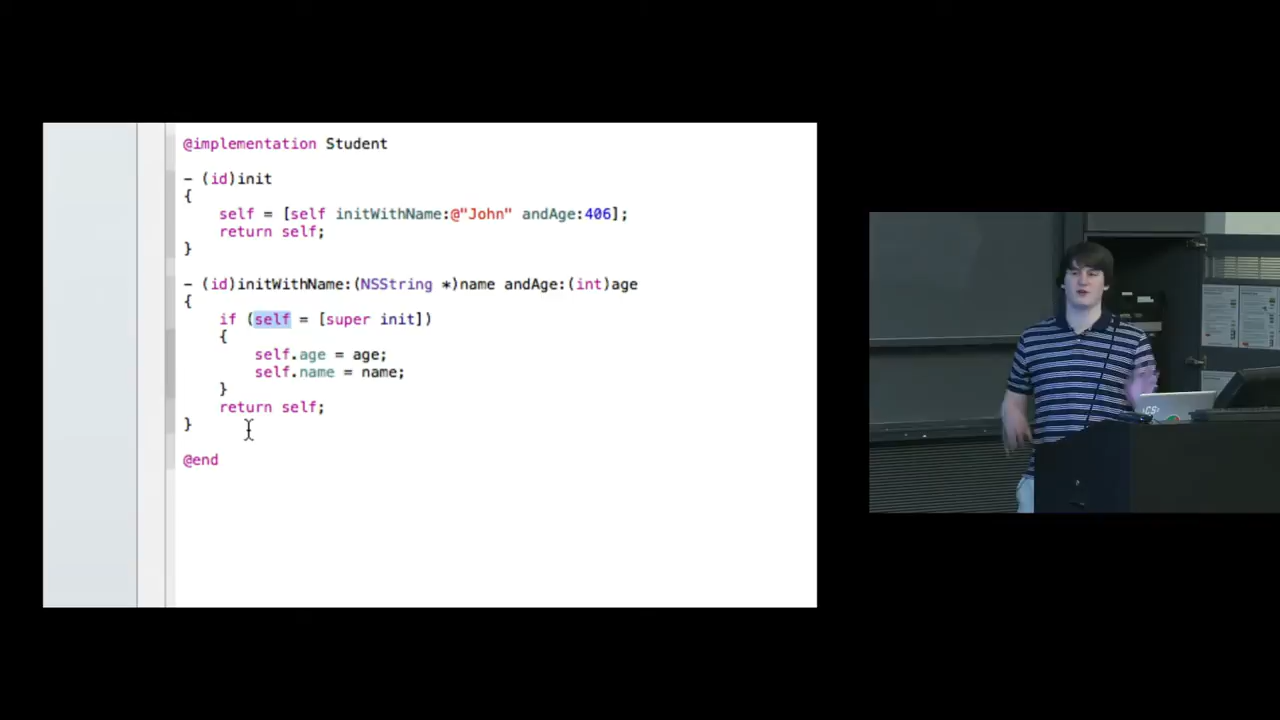 @implementation Student
- (id)init
{
self = [self initWithName:@"John" andAge:406];
return self;
}
- (id)initWithName:(NSString *)name andAge:(int)age
{
if (self = [super init])
{
self.age = age;
self.name = name;
}
return self;
}
@end